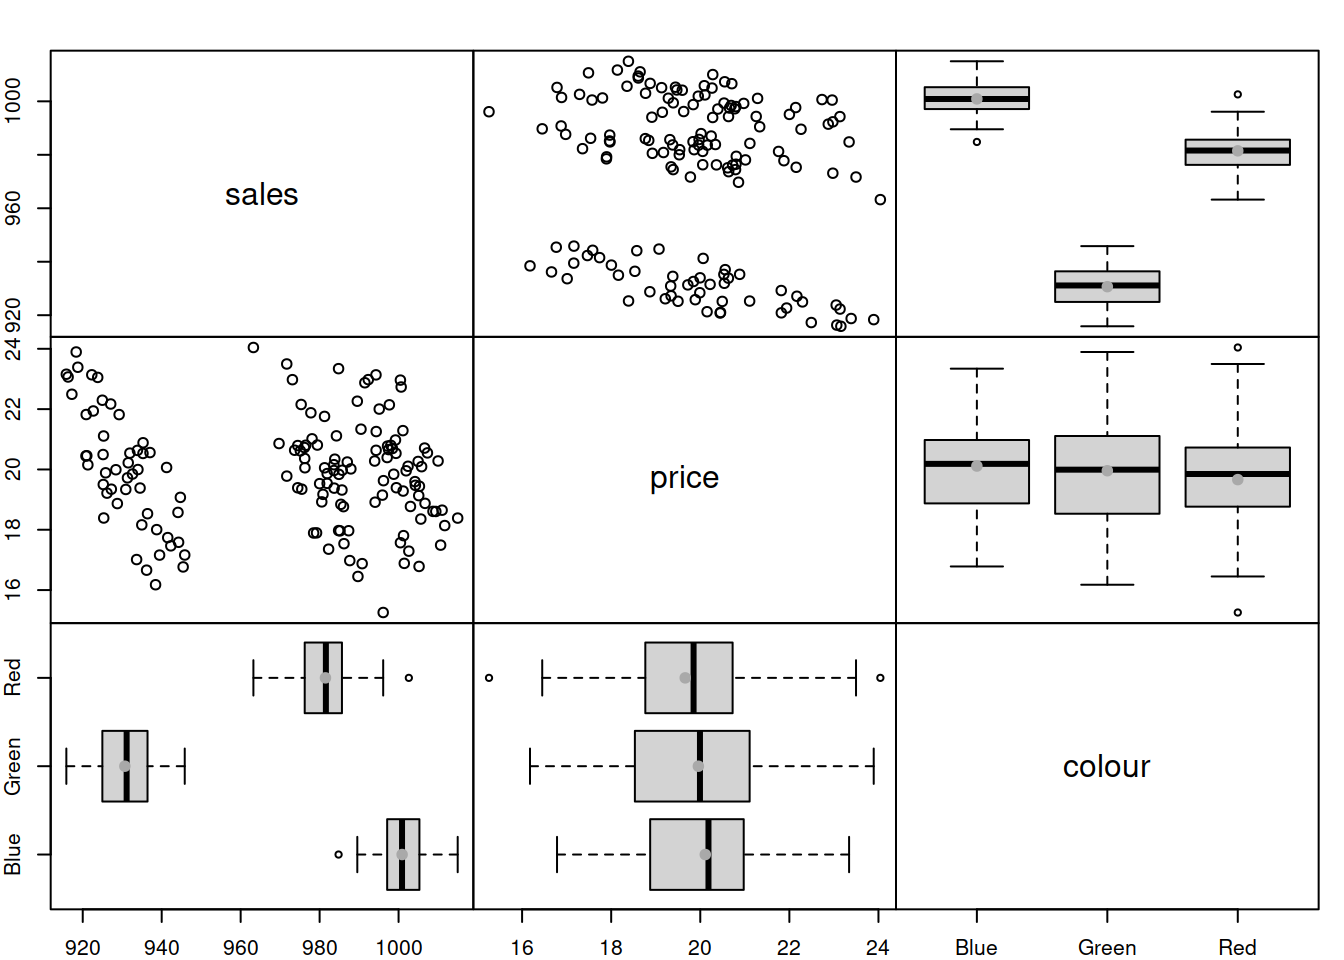 sales
price
colour
1000
960
920
24
22
20
18
16
Red
Green
Blue
920 940 960 980 1000
16 18 20 22 24
Blue Green Red